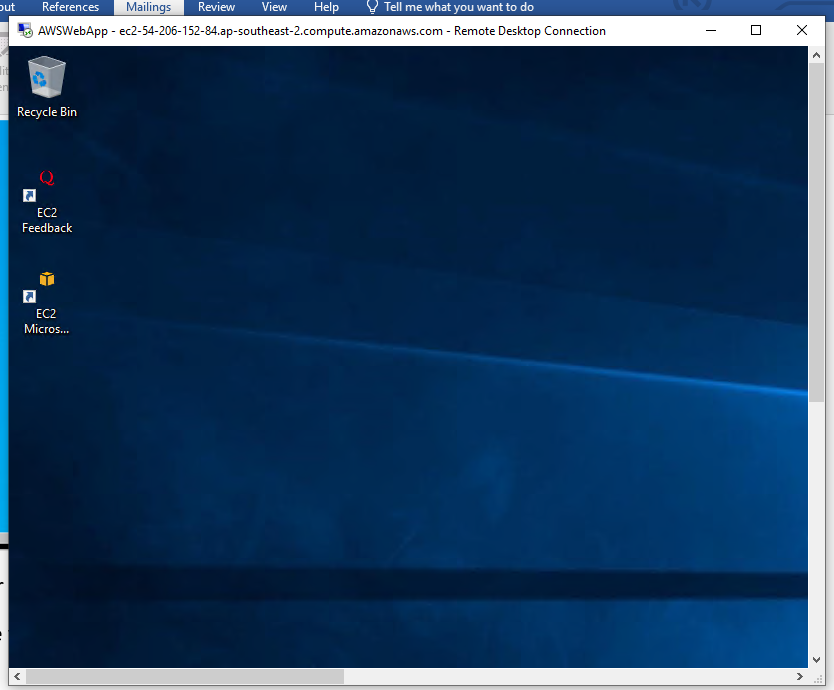 out References Mailings Review View Help Tell me what you want to do
AWSWebApp - ec2-54-206-152-84.ap-southeast-2.compute.amazonaws.com - Remote Desktop Connection
Recycle Bin
EC2
Feedback
EC2
Micros...